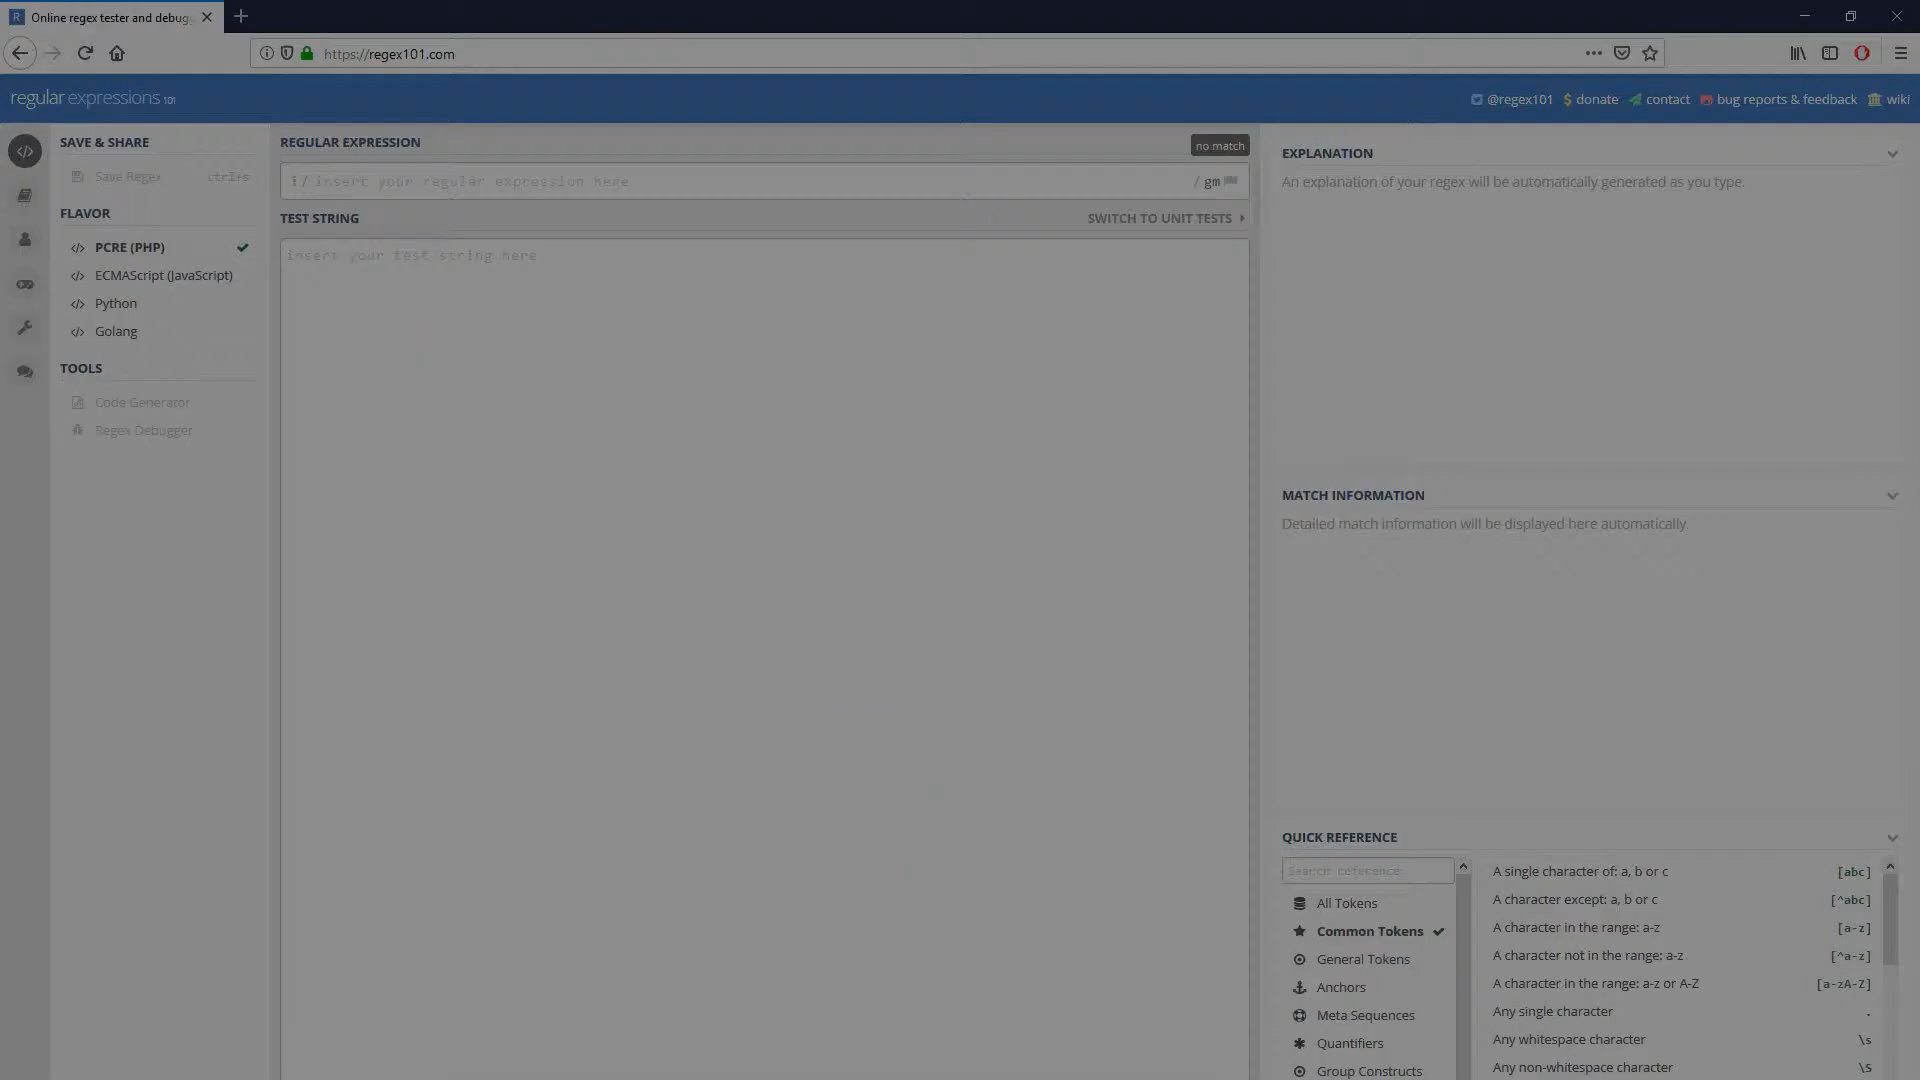 Online regex tester and debug
https://regex101.com
regular expressions 101
@regex101
donate
contact
bug reports & feedback
wiki
SAVE & SHARE
Save Regex ctrl+s
FLAVOR
</> PCRE (PHP)
</> ECMAScript (JavaScript)
</> Python
</> Golang
TOOLS
Code Generator
Regex Debugger
REGULAR EXPRESSION
no match
/ insert your regular expression here / gm
TEST STRING
SWITCH TO UNIT TESTS
insert your test string here
EXPLANATION
An explanation of your regex will be automatically generated as you type.
MATCH INFORMATION
Detailed match information will be displayed here automatically.
QUICK REFERENCE
Search reference
All Tokens
Common Tokens
General Tokens
Anchors
Meta Sequences
Quantifiers
Group Constructs
A single character of: a, b or c [abc]
A character except: a, b or c [^abc]
A character in the range: a-z [a-z]
A character not in the range: a-z [^a-z]
A character in the range: a-z or A-Z [a-zA-Z]
Any single character .
Any whitespace character \s
Any non-whitespace character \S